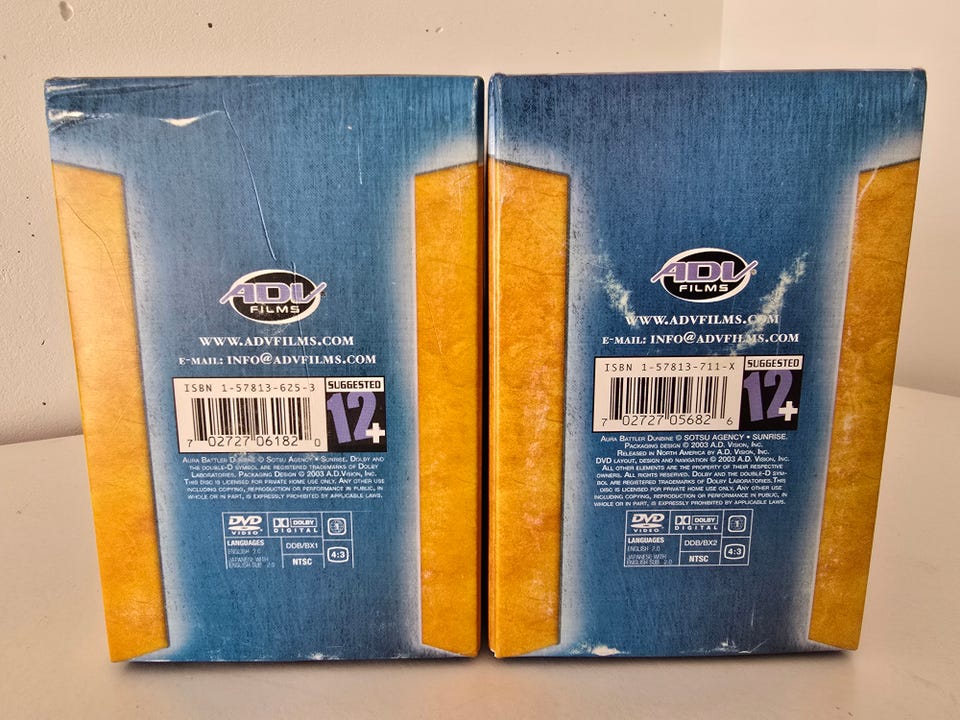 ADV
FILMS
www.advfilms.com
e-mail: info@advfilms.com
ISBN 1-57813-625-3
SUGGESTED
12+
7 02727 06182 0
Aura Battler Dunbine © Sotsu Agency • Sunrise. Dolby and
the double-D symbol are registered trademarks of Dolby
Laboratories. Packaging Design © 2003 A.D. Vision, Inc.
This disc is licensed for private home use only. Any other use
including copying, reproduction or performance in public, in
whole or in part, is expressly prohibited by applicable laws.
DVD VIDEO
DOLBY DIGITAL
1
LANGUAGES
ENGLISH 2.0
JAPANESE WITH
ENGLISH SUB 2.0
DDB/BX1
NTSC
4:3
ADV
FILMS
www.advfilms.com
e-mail: info@advfilms.com
ISBN 1-57813-711-X
SUGGESTED
12+
7 02727 05682 6
Aura Battler Dunbine © SOTSU AGENCY • SUNRISE.
Packaging design © 2003 A.D. Vision, Inc.
Released in North America by A.D. Vision, Inc.
DVD layout, design and navigation © 2003 A.D. Vision, Inc.
All other elements are the property of their respective
owners. All rights reserved. Dolby and the double-D sym-
bol are registered trademarks of Dolby Laboratories.This
disc is licensed for private home use only. Any other use
including copying, reproduction or performance in public, in
whole or in part, is expressly prohibited by applicable laws.
DVD VIDEO
DOLBY DIGITAL
1
LANGUAGES
ENGLISH 2.0
JAPANESE WITH
ENGLISH SUB 2.0
DDB/BX2
NTSC
4:3